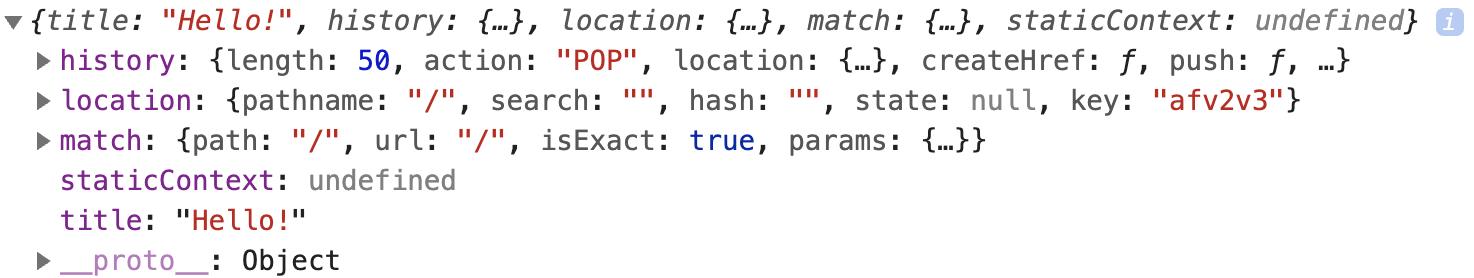 ▼{title: "Hello!", history: {…}, location: {…}, match: {…}, staticContext: undefined} i
▶history: {length: 50, action: "POP", location: {…}, createHref: ƒ, push: ƒ, …}
▶location: {pathname: "/", search: "", hash: "", state: null, key: "afv2v3"}
▶match: {path: "/", url: "/", isExact: true, params: {…}}
staticContext: undefined
title: "Hello!"
▶__proto__: Object